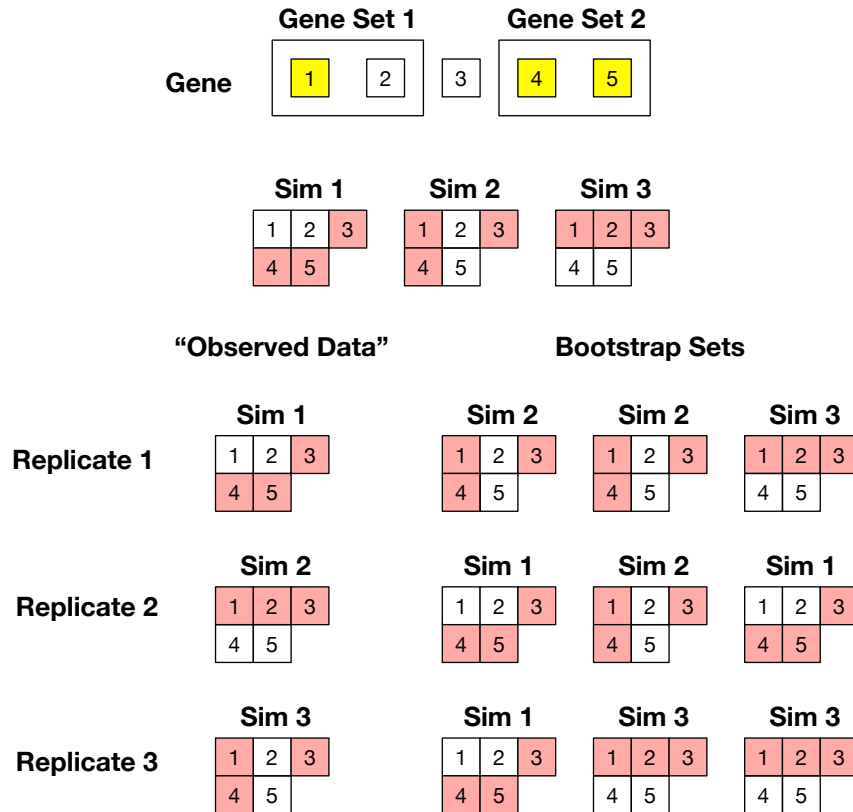 Gene Set 1 Gene Set 2
Gene 1 2 3 4 5
Sim 1 Sim 2 Sim 3
1 2 3 1 2 3 1 2 3
4 5 4 5 4 5
“Observed Data” Bootstrap Sets
Sim 1 Sim 2 Sim 2 Sim 3
Replicate 1 1 2 3 1 2 3 1 2 3 1 2 3
4 5 4 5 4 5 4 5
Sim 2 Sim 1 Sim 2 Sim 1
Replicate 2 1 2 3 1 2 3 1 2 3 1 2 3
4 5 4 5 4 5 4 5
Sim 3 Sim 1 Sim 3 Sim 3
Replicate 3 1 2 3 1 2 3 1 2 3 1 2 3
4 5 4 5 4 5 4 5